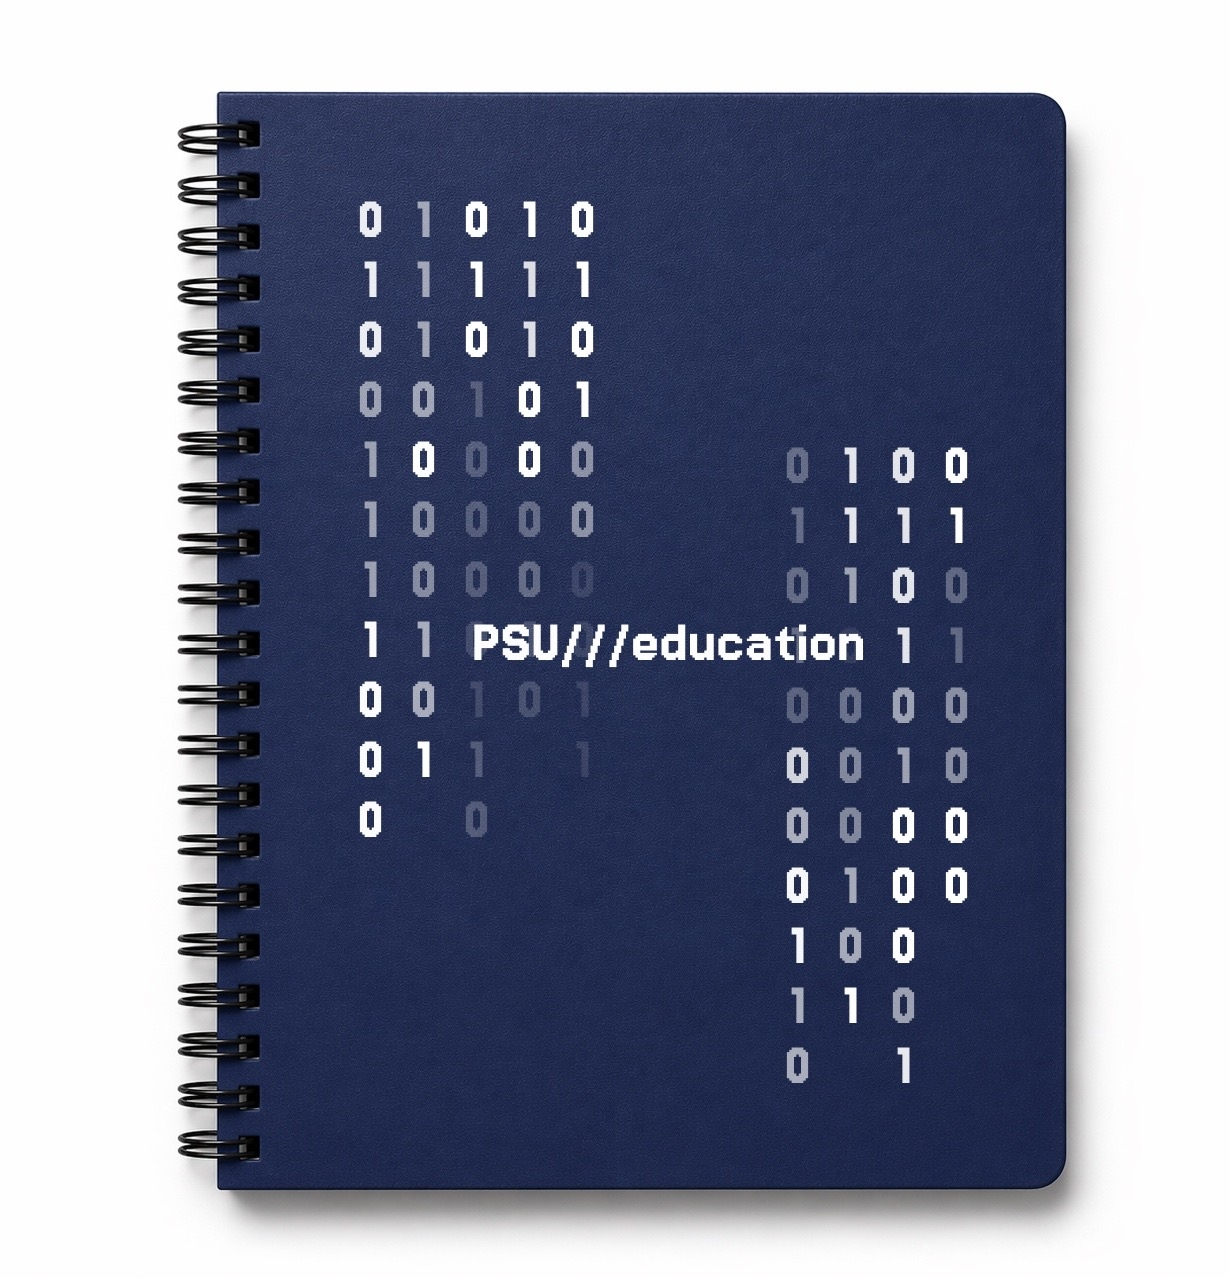 0 1 0 1 0
1 1 1 1 1
0 1 0 1 0
0 0 1 0 1
1 0 0 0 0
0 1 0 0
1 0 0 0 0
1 1 1 1
1 0 0 0 0
0 1 0 0
1 1 PSU///education 1 1
0 0 1 0 1
0 0 0 0
0 1 1 1
0 0 1 0
0 0
0 0 0 0
0 1 0 0
1 0 0
1 1 0
0 1